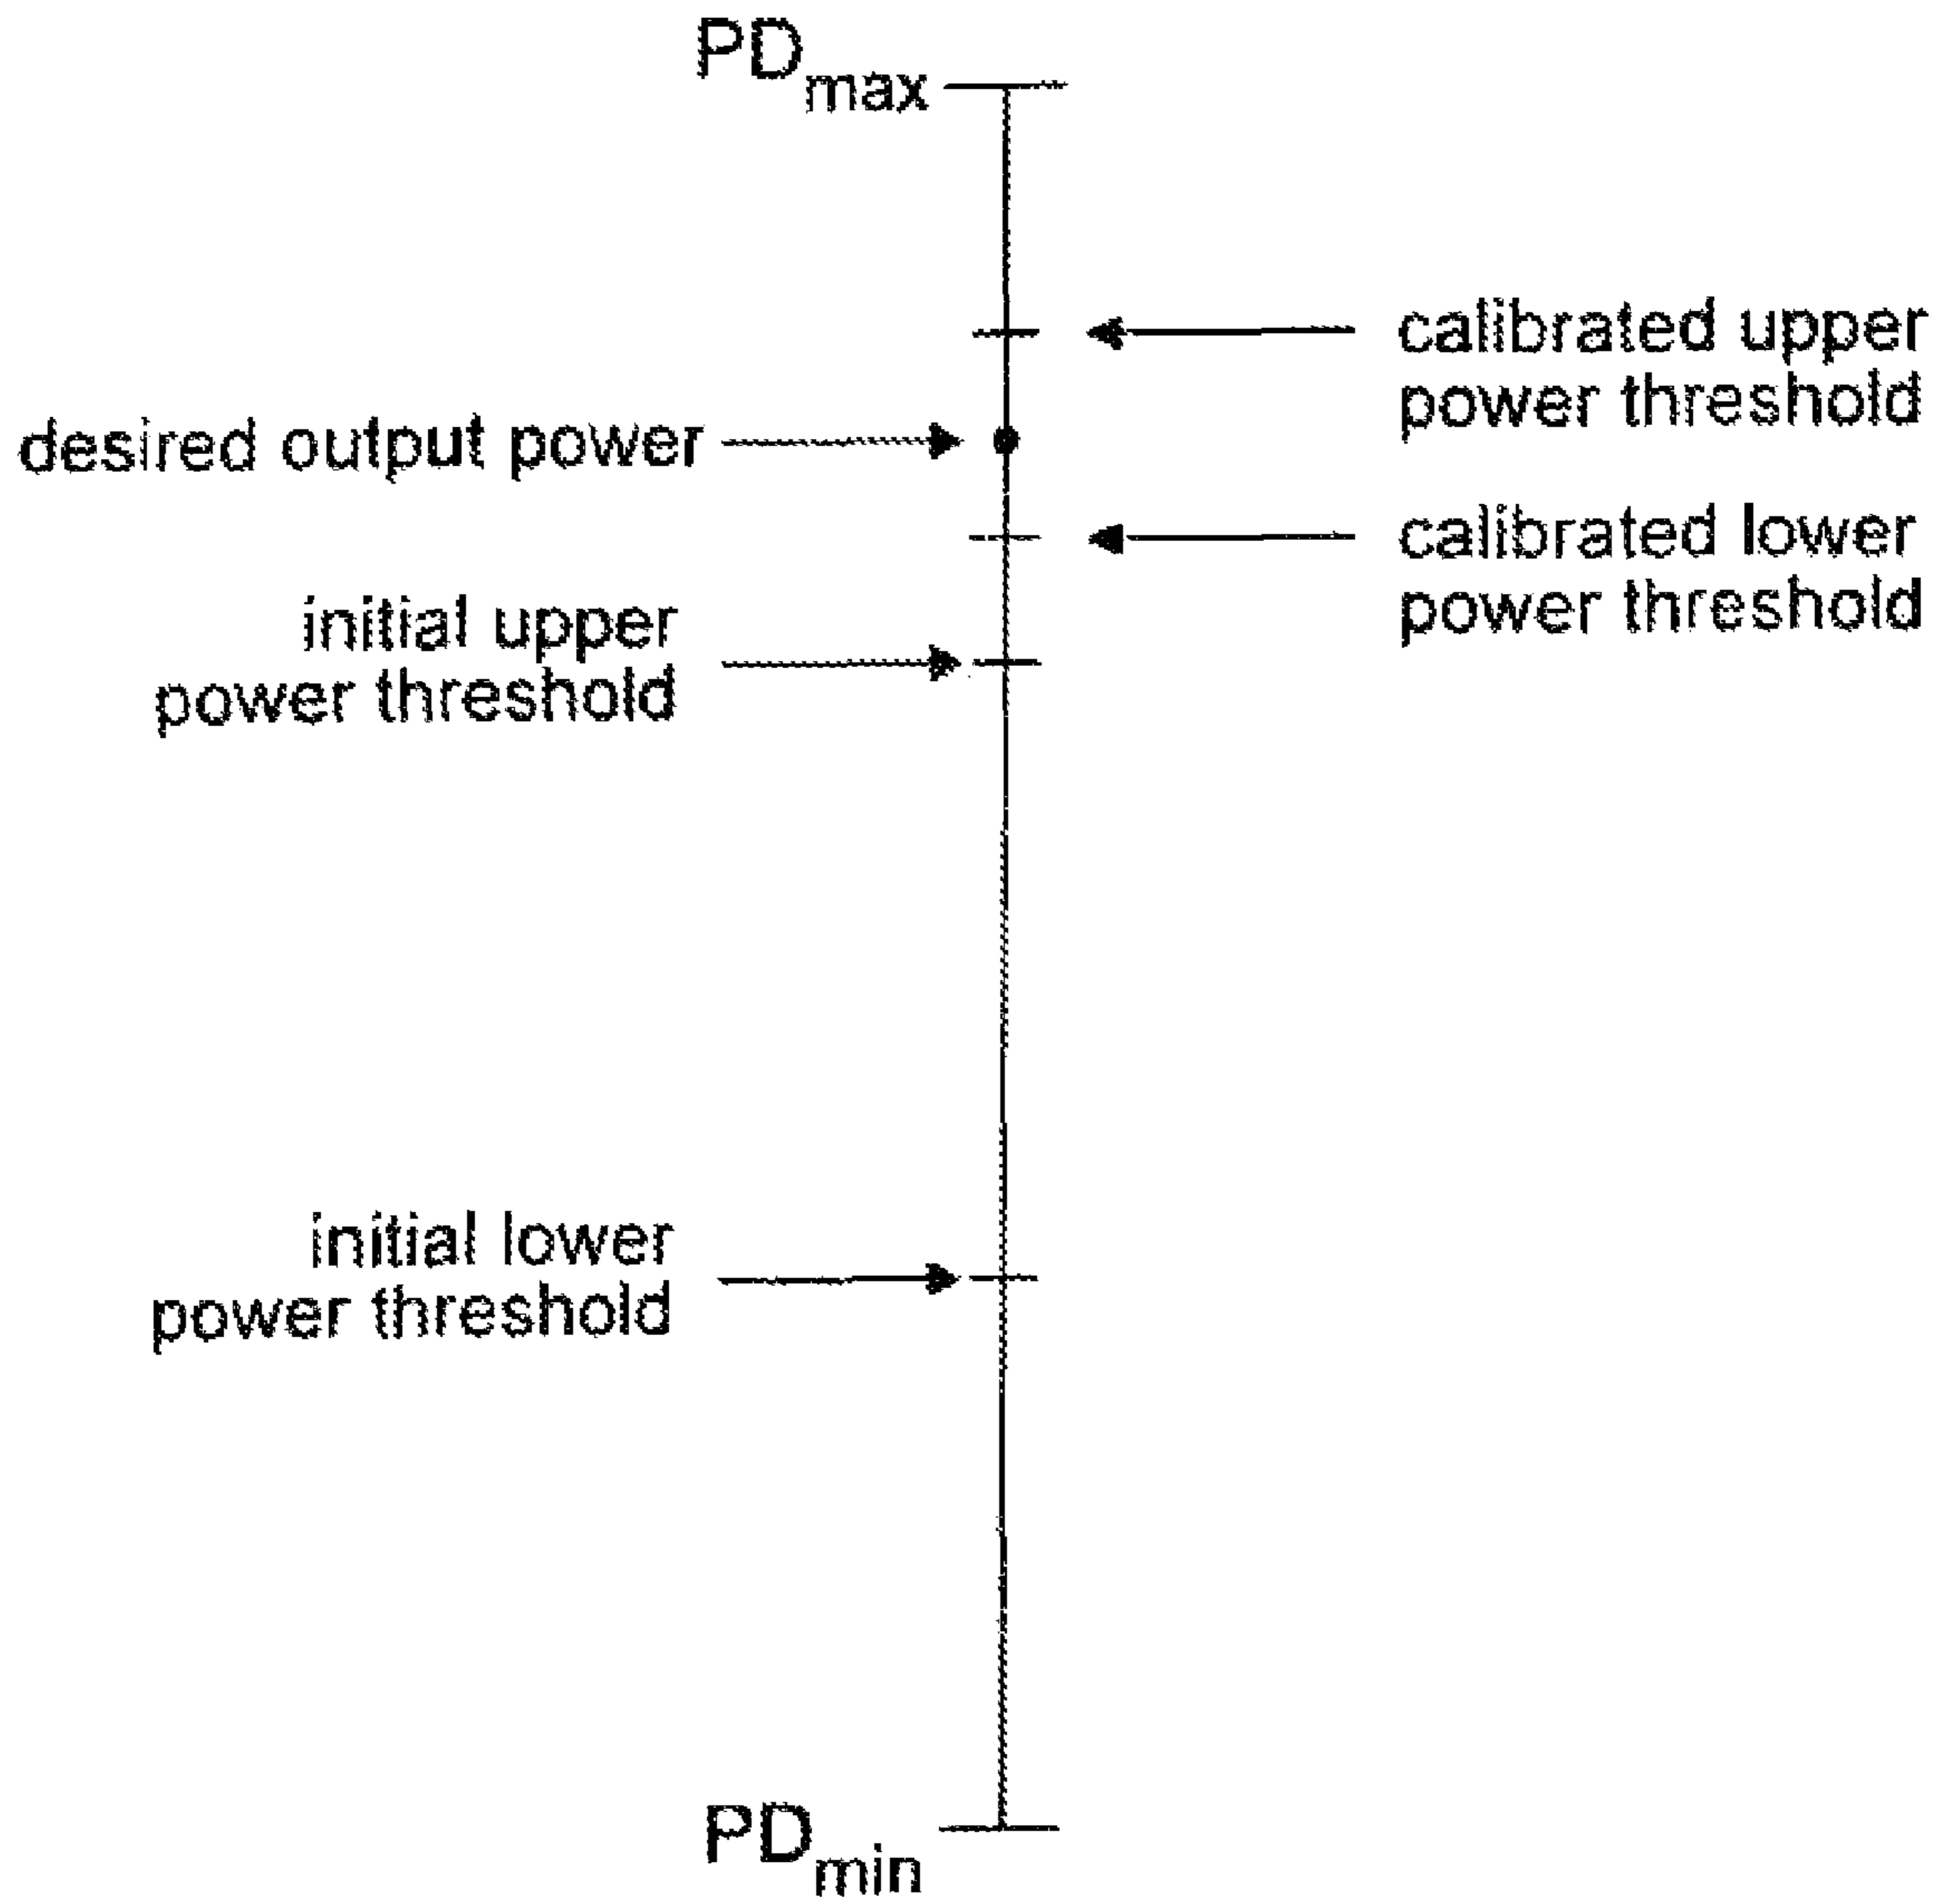 PDmax
calibrated upper
power threshold
desired output power
calibrated lower
power threshold
initial upper
power threshold
initial lower
power threshold
PDmin